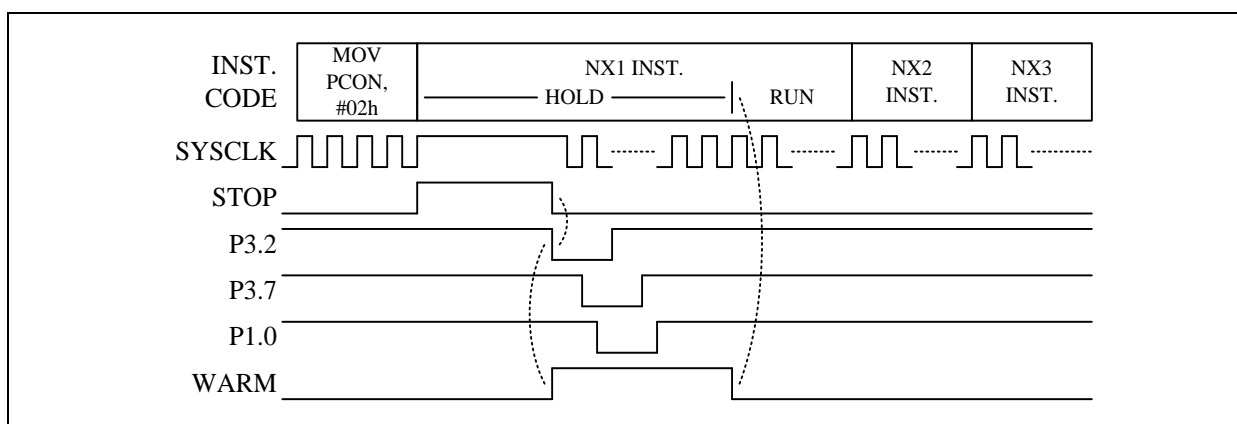 INST.
CODE
MOV
PCON,
#02h
NX1 INST.
HOLD
RUN
NX2
INST.
NX3
INST.
SYSCLK
STOP
P3.2
P3.7
P1.0
WARM